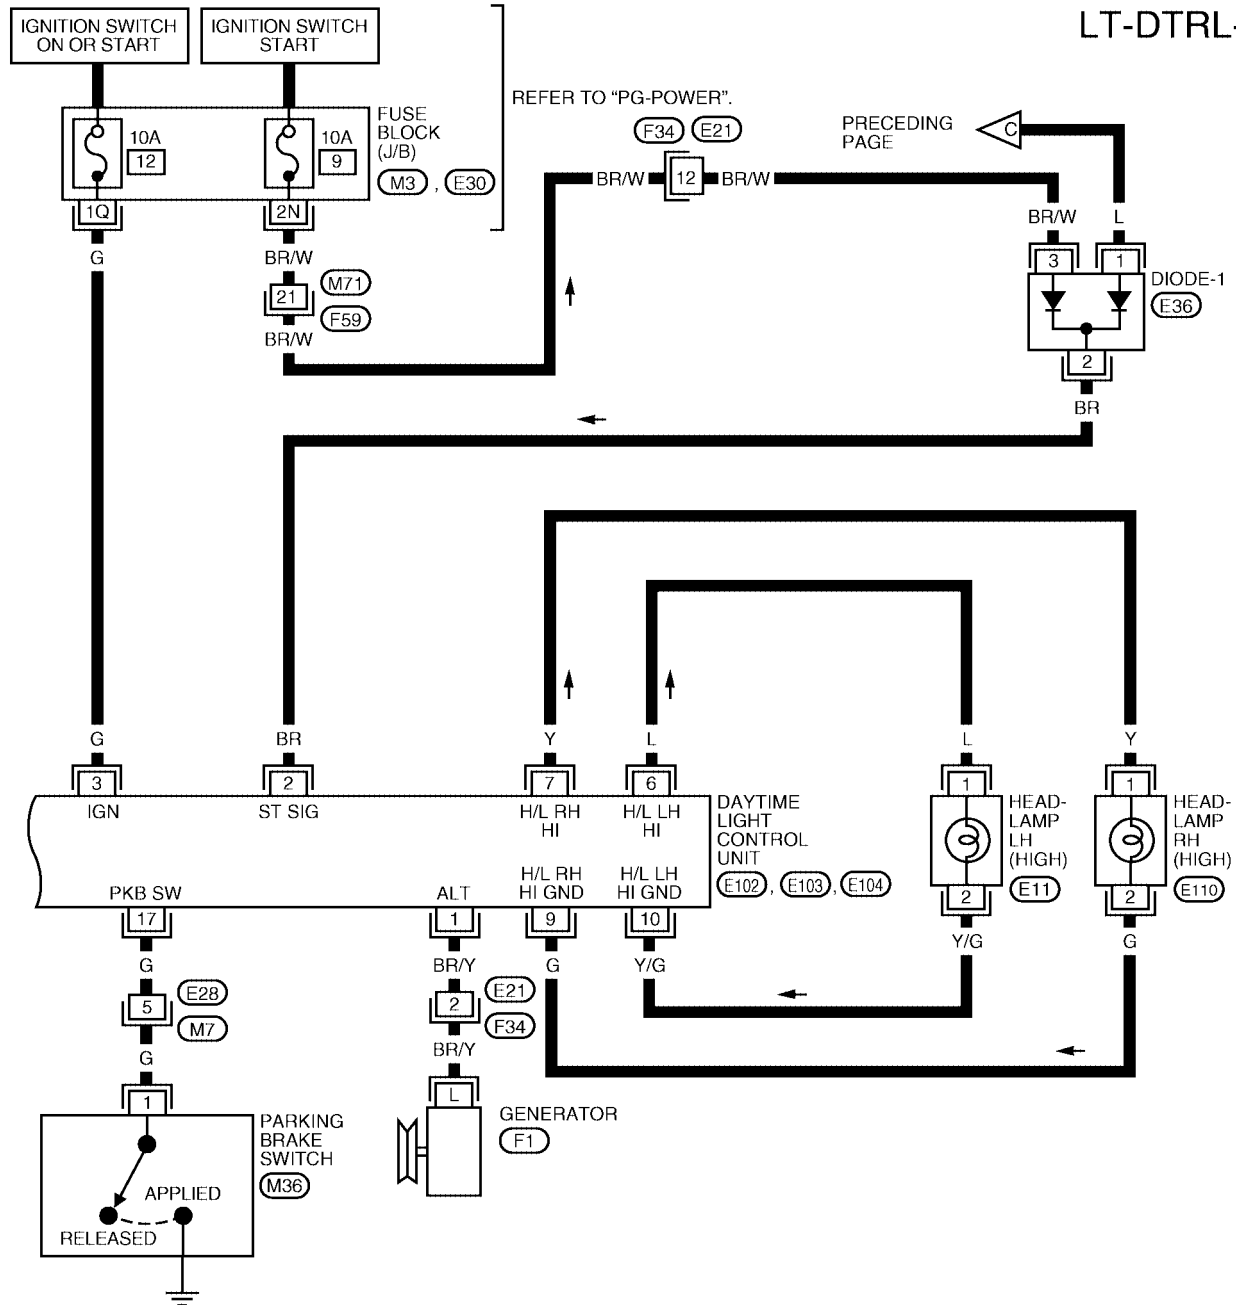 LT-DTRL-
IGNITION SWITCH
ON OR START
IGNITION SWITCH
START
REFER TO “PG-POWER”.
FUSE
BLOCK
(J/B)
10A
12
10A
9
M3 , E30
F34 E21
PRECEDING
PAGE
C
BR/W 12 BR/W
1Q
2N
BR/W
L
G
BR/W
3
1
DIODE-1
E36
21
M71
F59
BR/W
2
BR
G
BR
Y
L
L
Y
3
2
7
6
1
1
IGN
ST SIG
H/L RH
HI
H/L LH
HI
DAYTIME
LIGHT
CONTROL
UNIT
E102 , E103 , E104
HEAD-
LAMP
LH
(HIGH)
E11
HEAD-
LAMP
RH
(HIGH)
E110
PKB SW
ALT
H/L RH
HI GND
H/L LH
HI GND
17
1
9
10
2
2
G
BR/Y
G
Y/G
Y/G
G
5
E28
M7
2
E21
F34
G
BR/Y
1
L
PARKING
BRAKE
SWITCH
M36
GENERATOR
F1
APPLIED
RELEASED